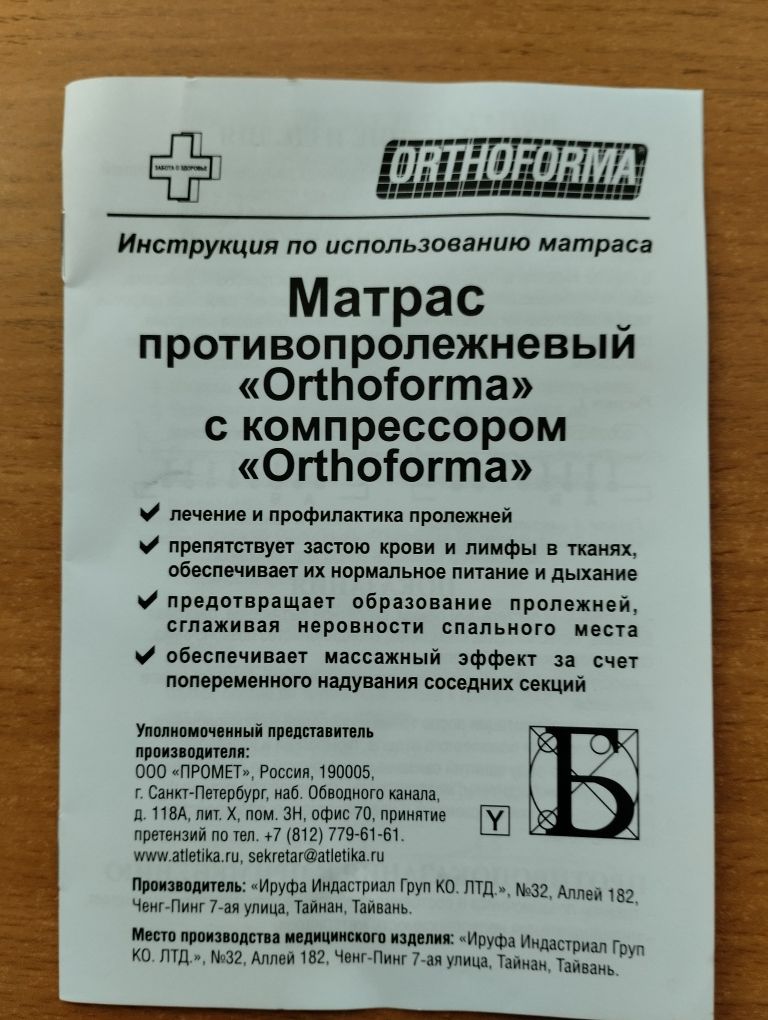 ЗАБОТА О ЗДОРОВЬЕ
ORTHOFORMA
Инструкция по использованию матраса
Матрас
противопролежневый
«Orthoforma»
с компрессором
«Orthoforma»
лечение и профилактика пролежней
препятствует застою крови и лимфы в тканях,
обеспечивает их нормальное питание и дыхание
предотвращает образование пролежней,
сглаживая неровности спального места
обеспечивает массажный эффект за счет
попеременного надувания соседних секций
Уполномоченный представитель
производителя:
ООО «ПРОМЕТ», Россия, 190005,
г. Санкт-Петербург, наб. Обводного канала,
д. 118А, лит. Х, пом. 3Н, офис 70, принятие
претензий по тел. +7 (812) 779-61-61.
www.atletika.ru, sekretar@atletika.ru
Y
Б
Производитель: «Ируфа Индастриал Груп КО. ЛТД.», №32, Аллей 182,
Ченг-Пинг 7-ая улица, Тайнан, Тайвань.
Место производства медицинского изделия: «Ируфа Индастриал Груп
КО. ЛТД.», №32, Аллей 182, Ченг-Пинг 7-ая улица, Тайнан, Тайвань.